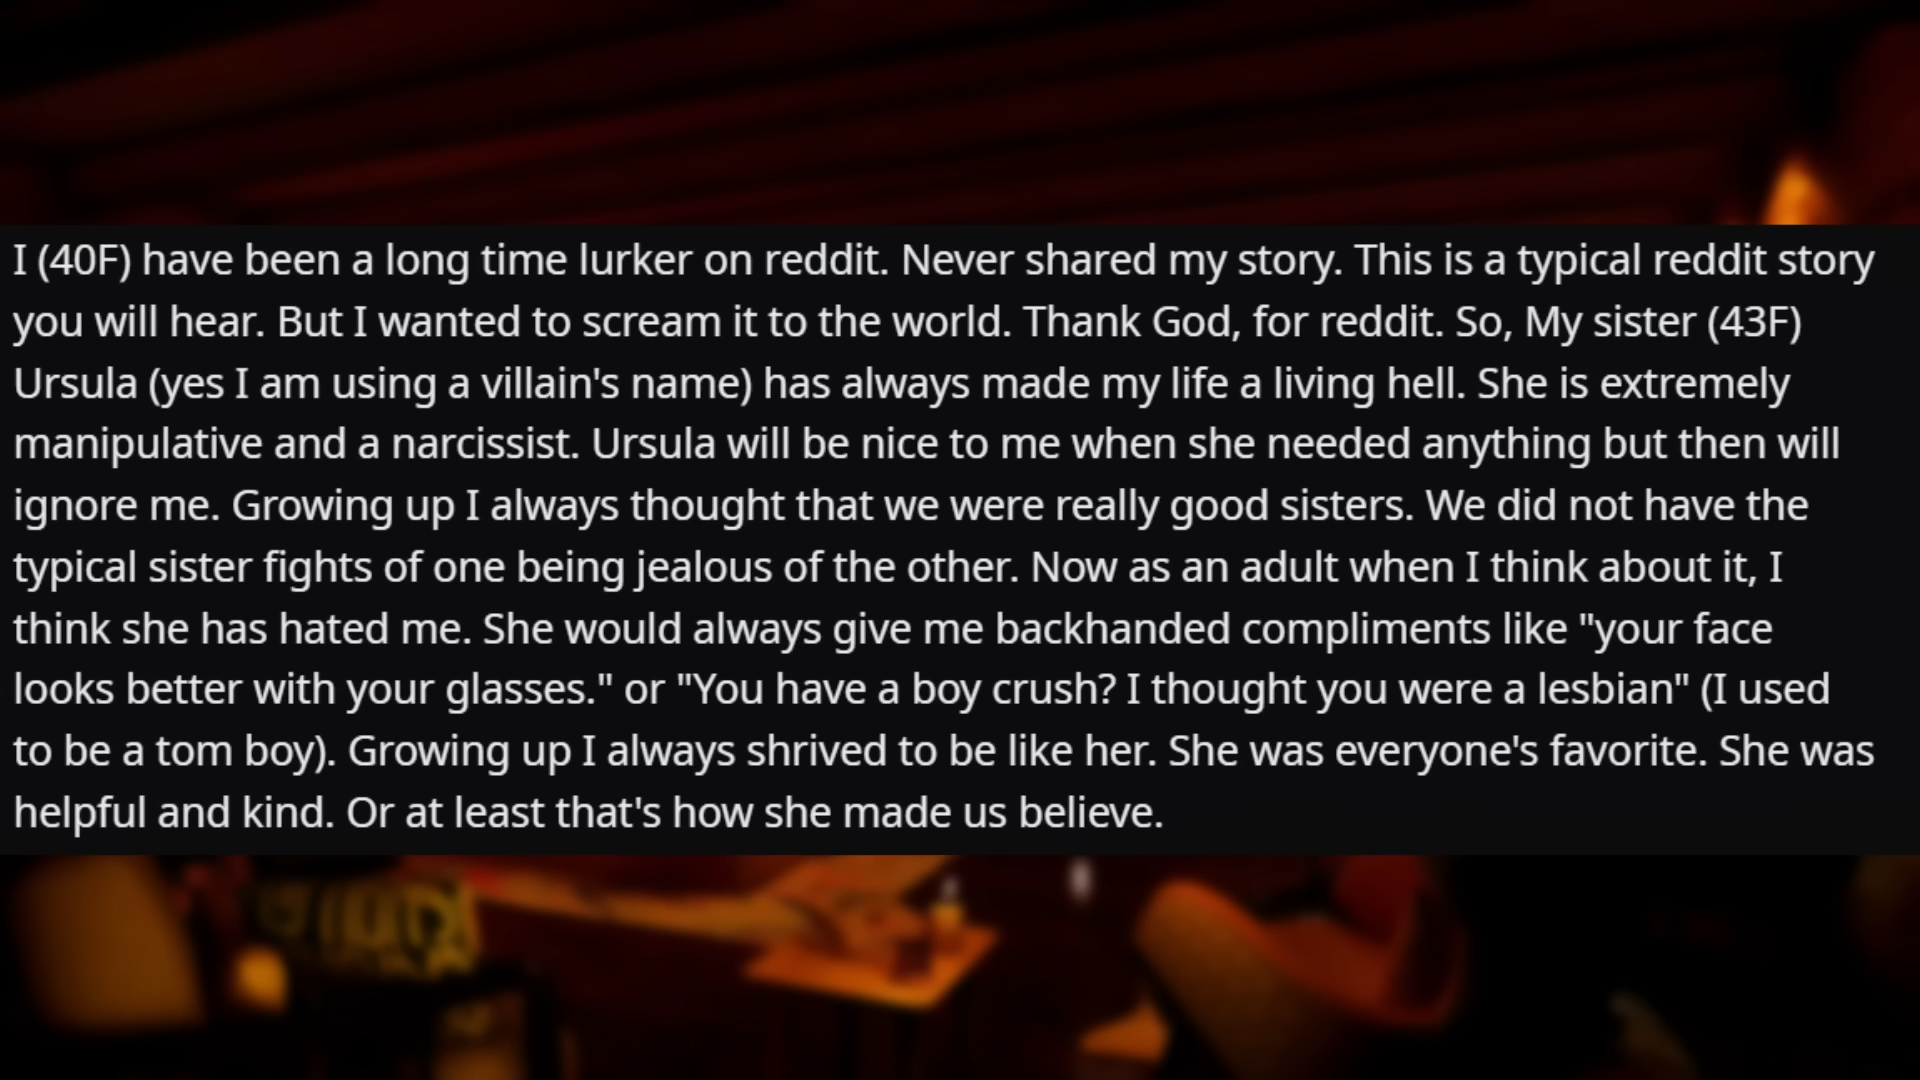 I (40F) have been a long time lurker on reddit. Never shared my story. This is a typical reddit story
you will hear. But I wanted to scream it to the world. Thank God, for reddit. So, My sister (43F)
Ursula (yes I am using a villain's name) has always made my life a living hell. She is extremely
manipulative and a narcissist. Ursula will be nice to me when she needed anything but then will
ignore me. Growing up I always thought that we were really good sisters. We did not have the
typical sister fights of one being jealous of the other. Now as an adult when I think about it, I
think she has hated me. She would always give me backhanded compliments like "your face
looks better with your glasses." or "You have a boy crush? I thought you were a lesbian" (I used
to be a tom boy). Growing up I always shrived to be like her. She was everyone's favorite. She was
helpful and kind. Or at least that's how she made us believe.